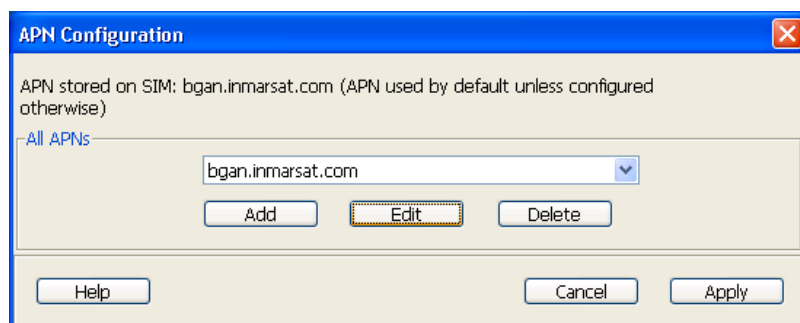 APN Configuration
APN stored on SIM: bgan.inmarsat.com (APN used by default unless configured
otherwise)
All APNs
bgan.inmarsat.com
Add Edit Delete
Help Cancel Apply